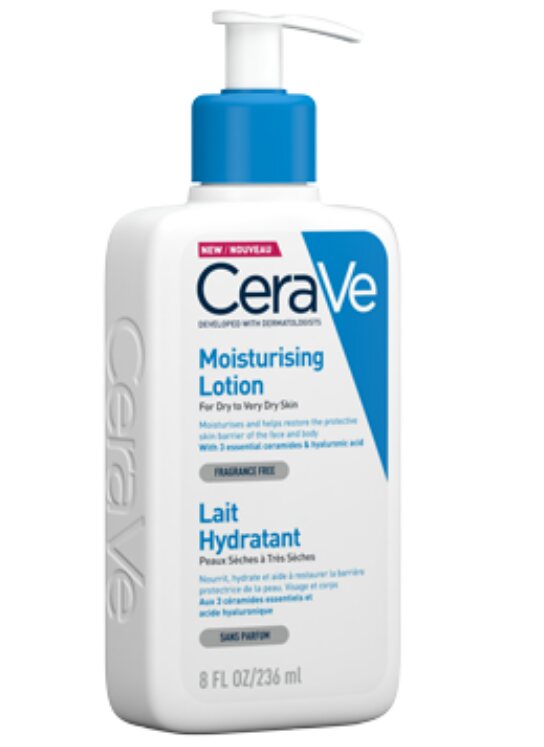 NEW / NOUVEAU
CeraVe
DEVELOPED WITH DERMATOLOGISTS
Moisturising
Lotion
For Dry to Very Dry Skin
Moisturises and helps restore the protective
skin barrier of the face and body
With 3 essential ceramides & hyaluronic acid
FRAGRANCE FREE
Lait
Hydratant
Peaux Sèches à Très Sèches
Nourrit, hydrate et aide à restaurer la barrière
protectrice de la peau. Visage et corps
Aux 3 céramides essentiels et
acide hyaluronique
SANS PARFUM
8 FL OZ/236 ml
CeraVe